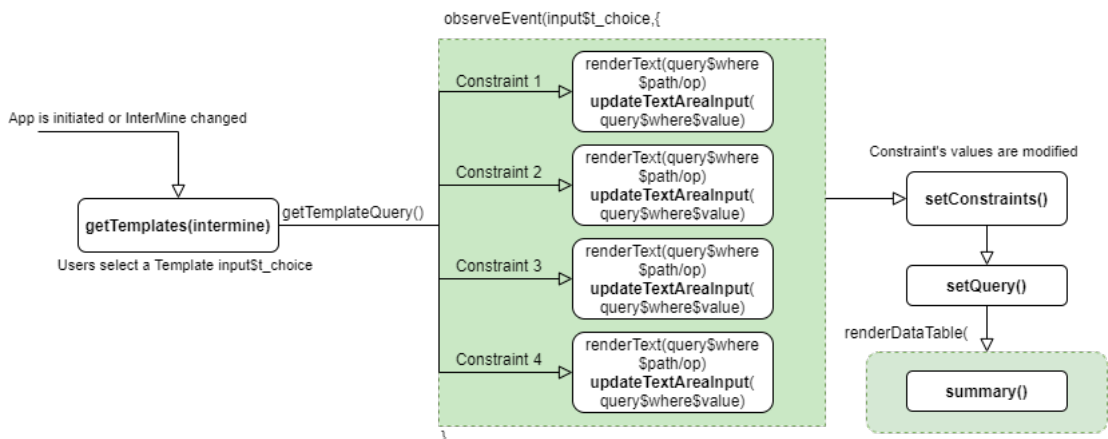 observeEvent(input$t_choice,{
App is initiated or InterMine changed
getTemplates(intermine)
Users select a Template input$t_choice
getTemplateQuery()
Constraint 1
renderText(query$where
$path/op)
updateTextAreaInput(
query$where$value)
Constraint 2
renderText(query$where
$path/op)
updateTextAreaInput(
query$where$value)
Constraint 3
renderText(query$where
$path/op)
updateTextAreaInput(
query$where$value)
Constraint 4
renderText(query$where
$path/op)
updateTextAreaInput(
query$where$value)
}
Constraint's values are modified
setConstraints()
setQuery()
renderDataTable(
summary()